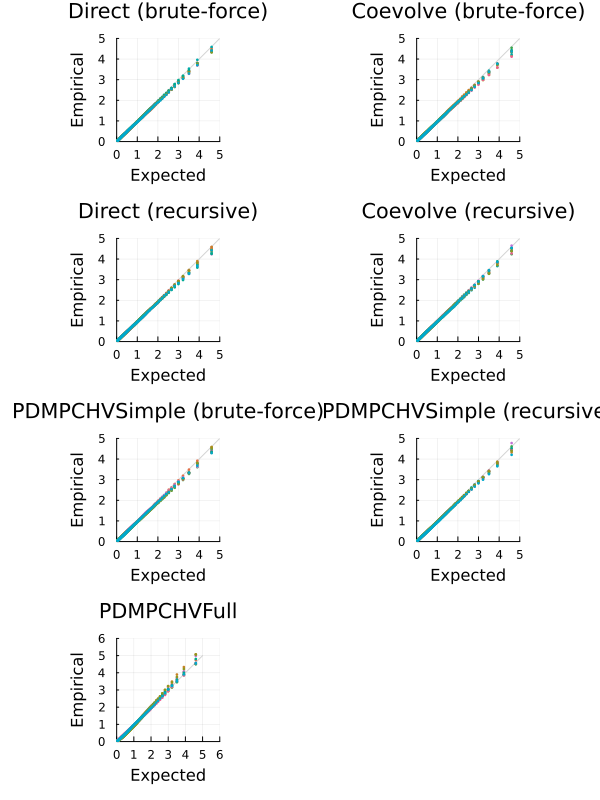 Direct (brute-force)
Coevolve (brute-force)
5
4
3
2
1
0
Empirical
0 1 2 3 4 5
Expected
5
4
3
2
1
0
Empirical
0 1 2 3 4 5
Expected
Direct (recursive)
Coevolve (recursive)
5
4
3
2
1
0
Empirical
0 1 2 3 4 5
Expected
5
4
3
2
1
0
Empirical
0 1 2 3 4 5
Expected
PDMPCHVSimple (brute-force)
PDMPCHVSimple (recursive
5
4
3
2
1
0
Empirical
0 1 2 3 4 5
Expected
5
4
3
2
1
0
Empirical
0 1 2 3 4 5
Expected
PDMPCHVFull
6
5
4
3
2
1
0
Empirical
0 1 2 3 4 5 6
Expected